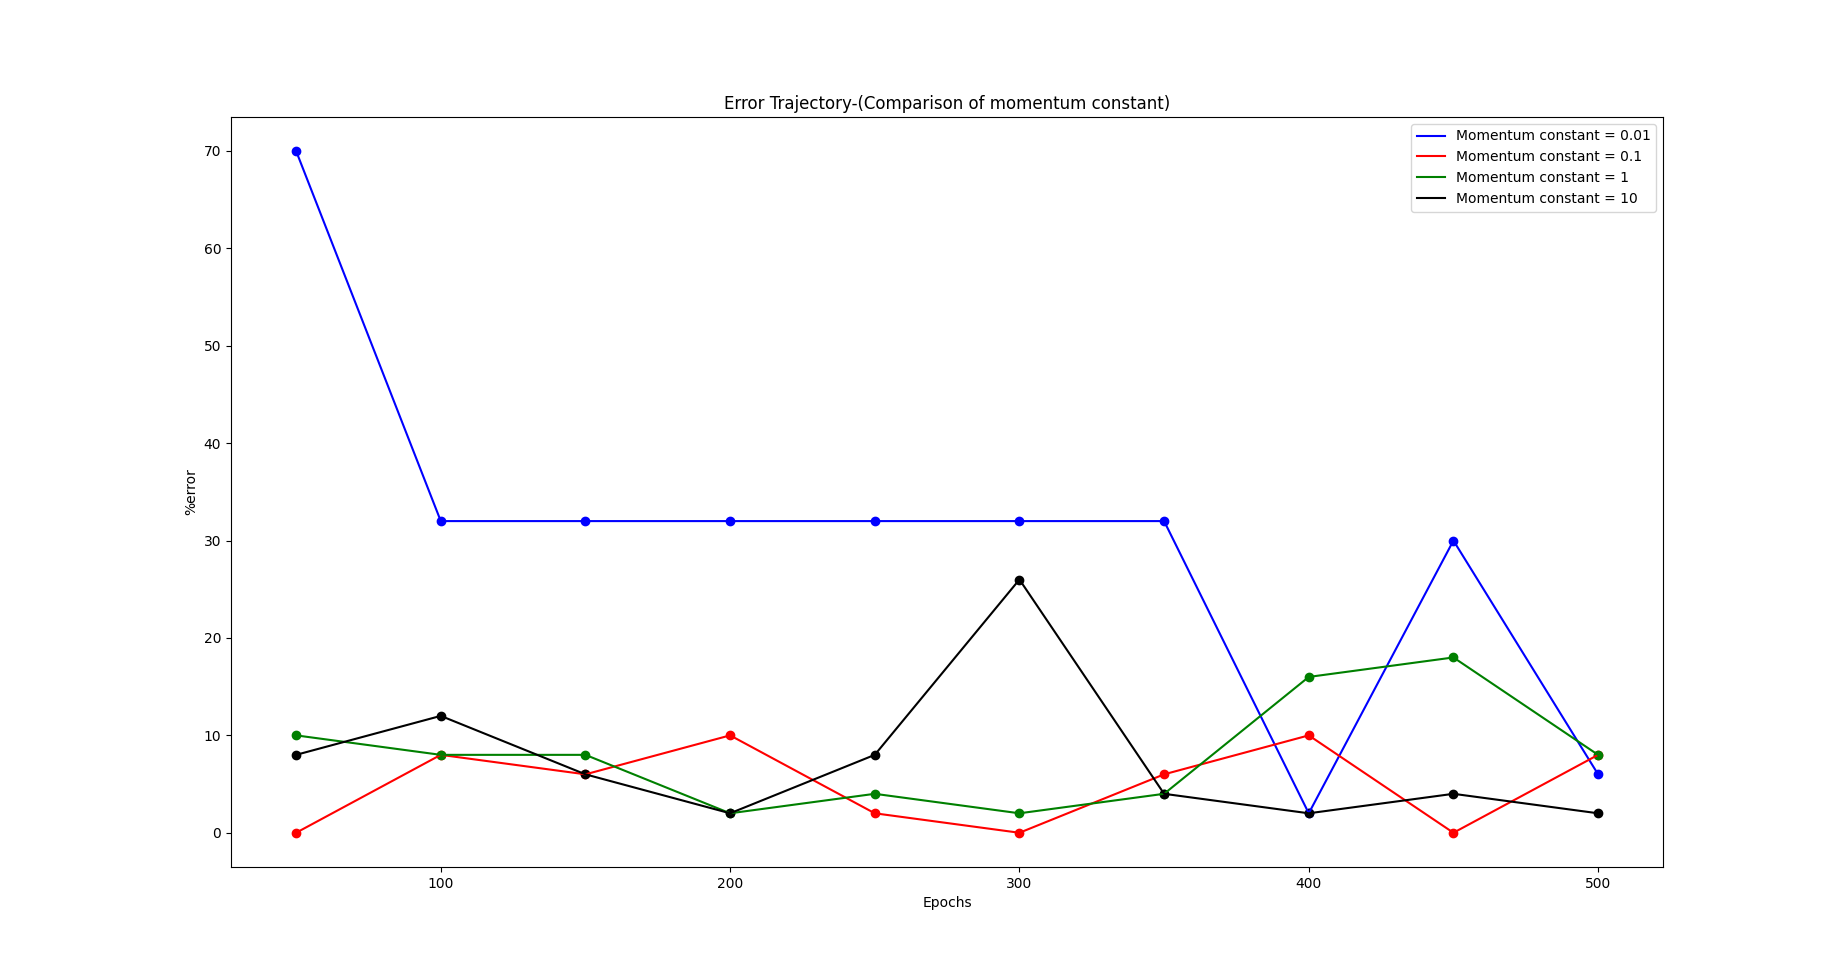 Error Trajectory-(Comparison of momentum constant)
Momentum constant = 0.01
Momentum constant = 0.1
Momentum constant = 1
Momentum constant = 10
70
60
50
40
30
20
10
0
%error
100 200 300 400 500
Epochs